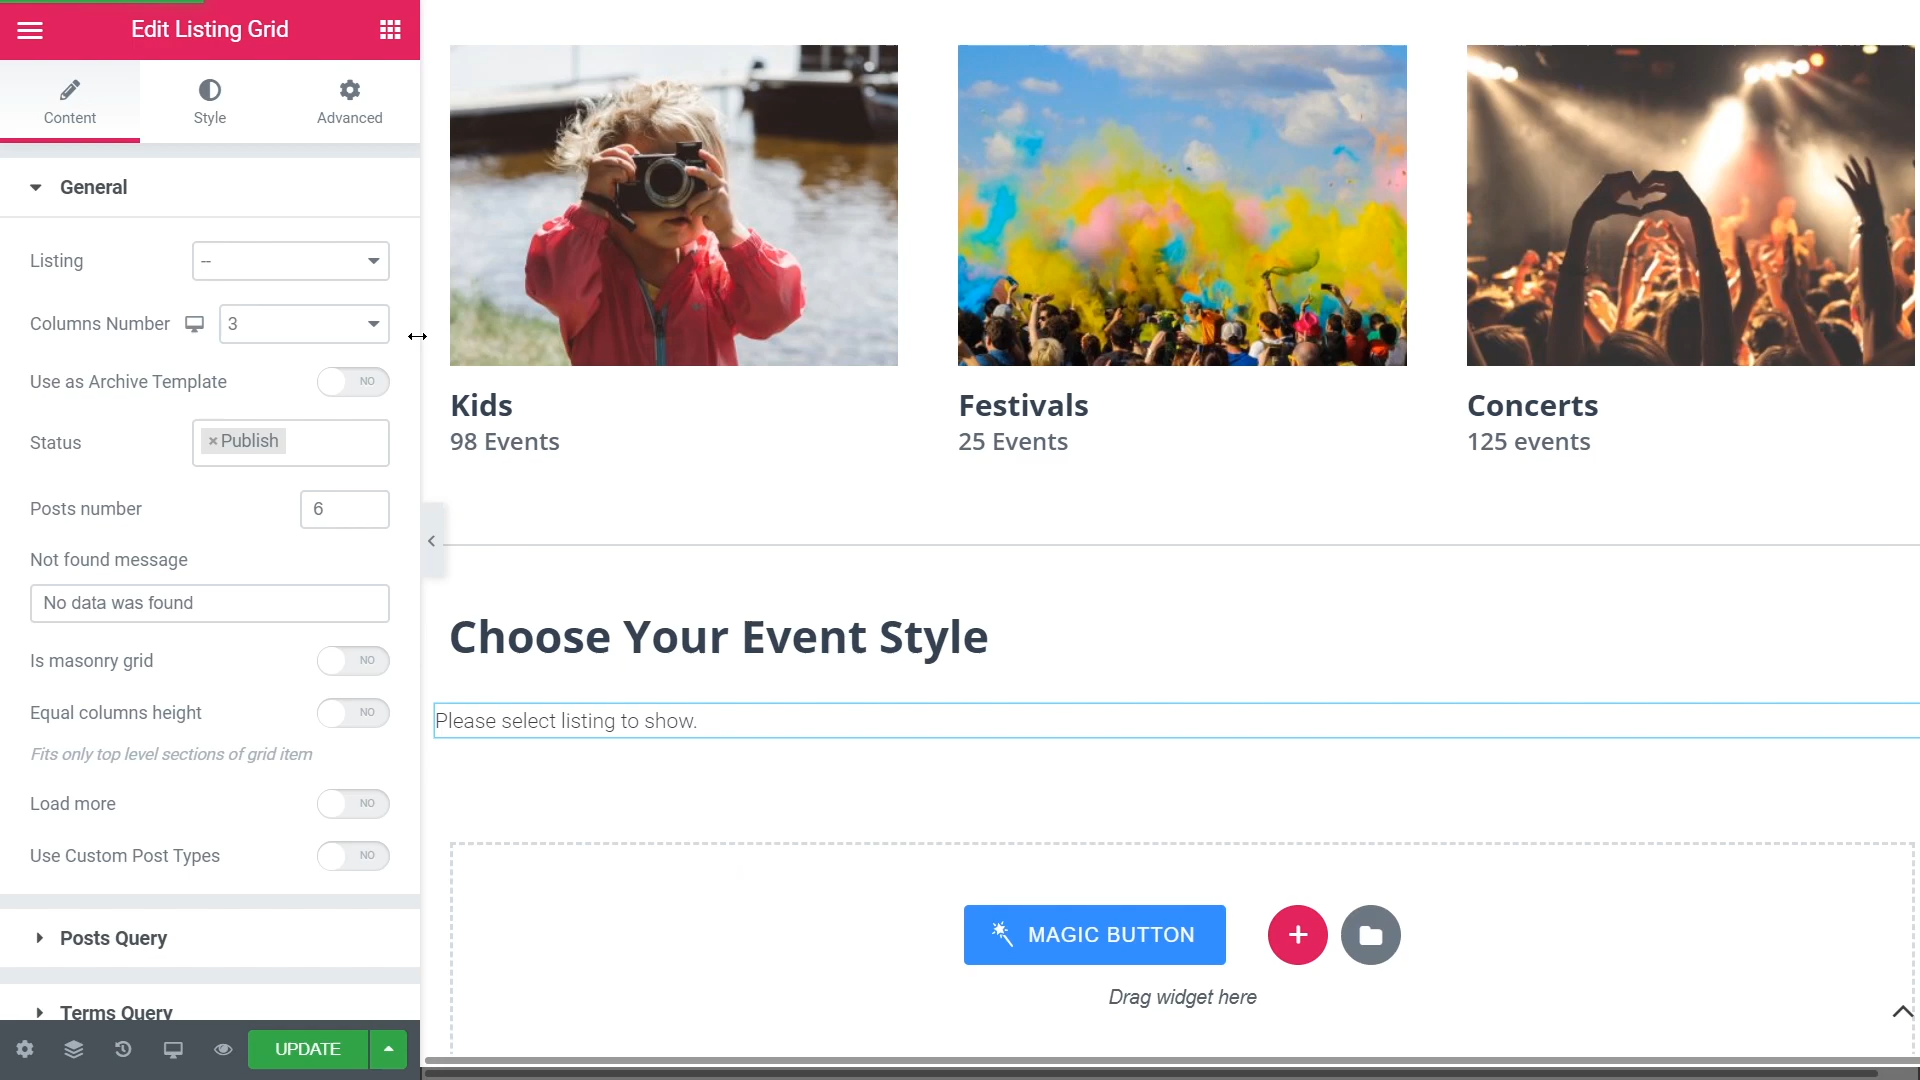 Edit Listing Grid
Content
Style
Advanced
General
Listing
--
Columns Number
3
Use as Archive Template
NO
Status
×Publish
Posts number
6
Not found message
No data was found
Is masonry grid
NO
Equal columns height
NO
Fits only top level sections of grid item
Load more
NO
Use Custom Post Types
NO
Posts Query
Terms Query
UPDATE
Kids
98 Events
Festivals
25 Events
Concerts
125 events
Choose Your Event Style
Please select listing to show.
MAGIC BUTTON
Drag widget here